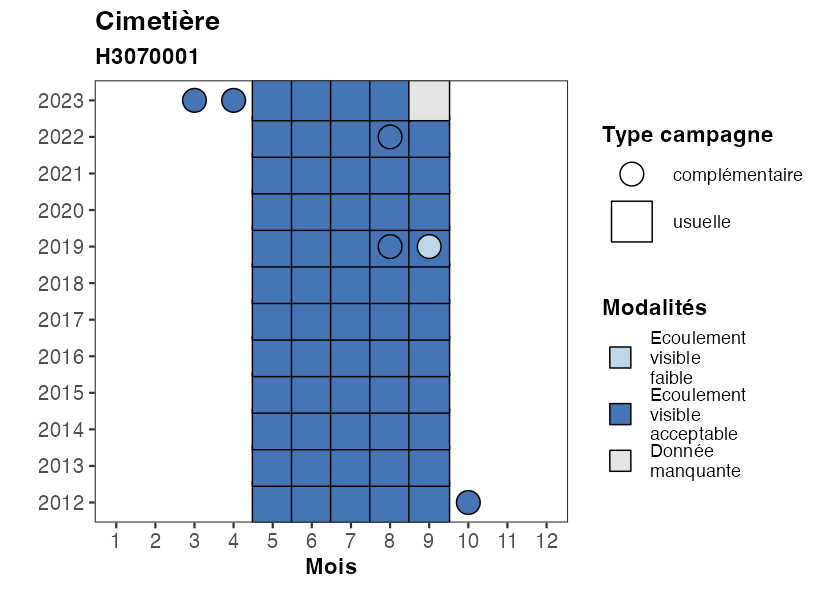 Cimetière
H3070001
2023
2022
2021
2020
2019
2018
2017
2016
2015
2014
2013
2012
1 2 3 4 5 6 7 8 9 10 11 12
Mois
Type campagne
complémentaire
usuelle
Modalités
Ecoulement
visible
faible
Ecoulement
visible
acceptable
Donnée
manquante